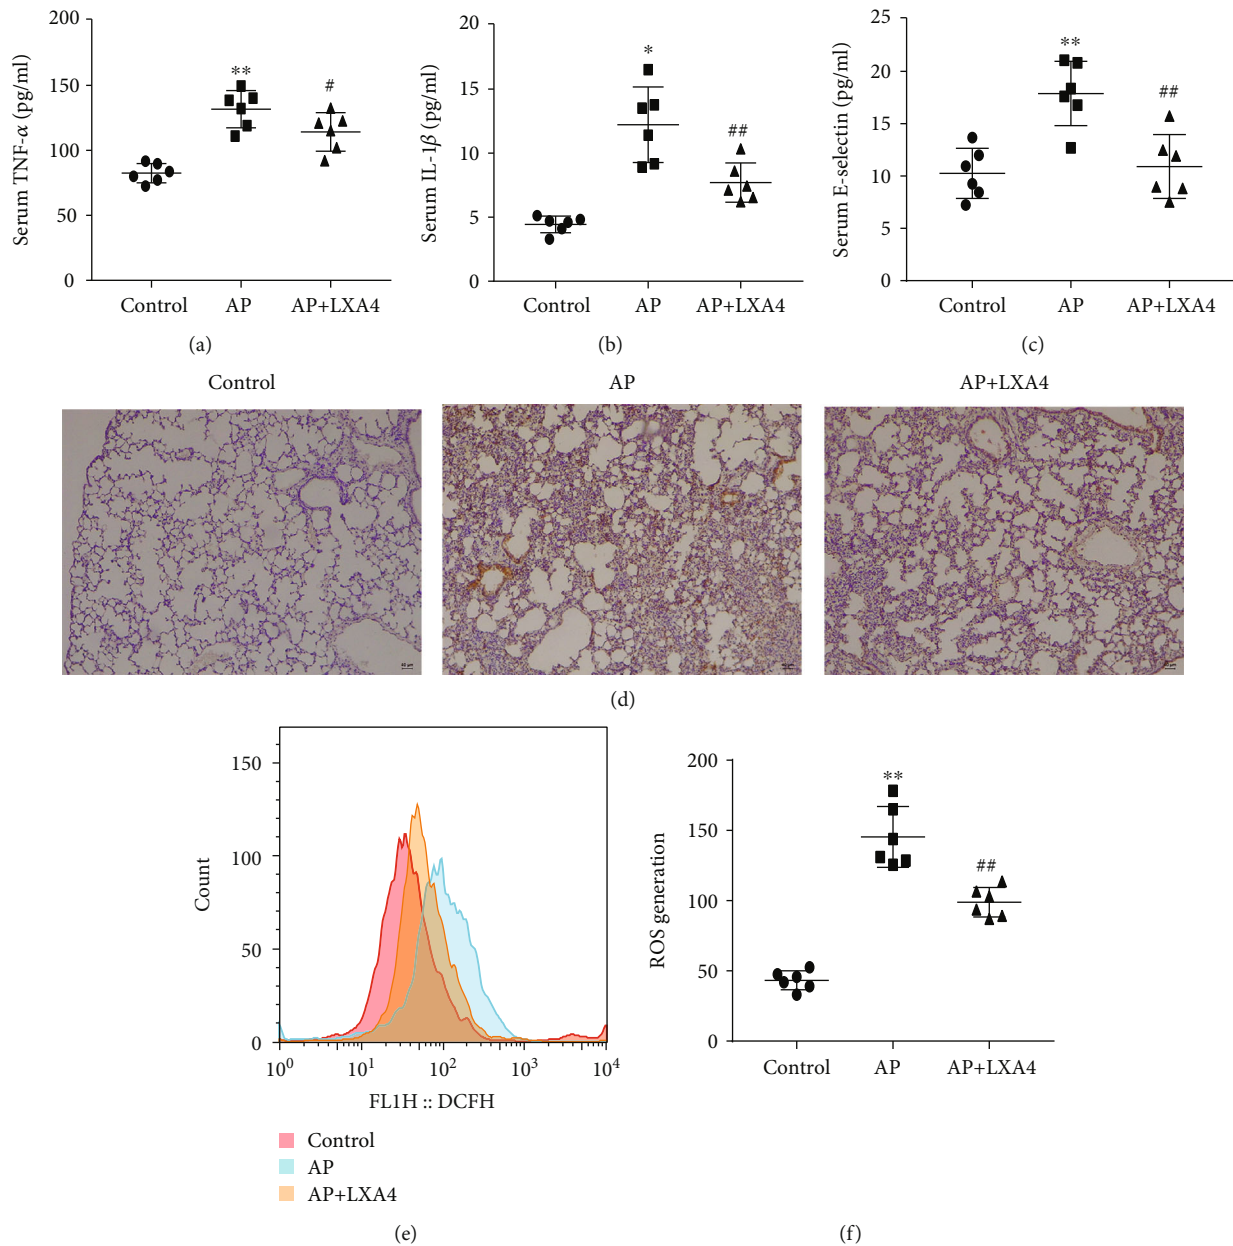 200
150
100
50
0
Serum TNF-α (pg/ml)
**
#
Control AP AP+LXA4
(a)
20
15
10
5
0
Serum IL-1β (pg/ml)
*
##
Control AP AP+LXA4
(b)
25
20
15
10
5
0
Serum E-selectin (pg/ml)
**
##
Control AP AP+LXA4
(c)
Control AP AP+LXA4
(d)
150
100
50
0
Count
10⁰ 10¹ 10² 10³ 10⁴
FL1H :: DCFH
Control
AP
AP+LXA4
(e)
200
150
100
50
0
ROS generation
**
##
Control AP AP+LXA4
(f)